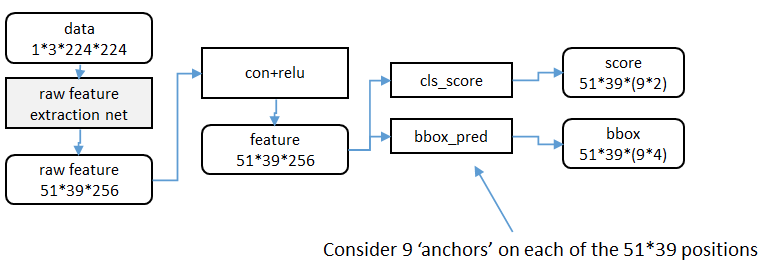 data
1*3*224*224
raw feature
extraction net
raw feature
51*39*256
con+relu
feature
51*39*256
cls_score
bbox_pred
score
51*39*(9*2)
bbox
51*39*(9*4)
Consider 9 ‘anchors’ on each of the 51*39 positions